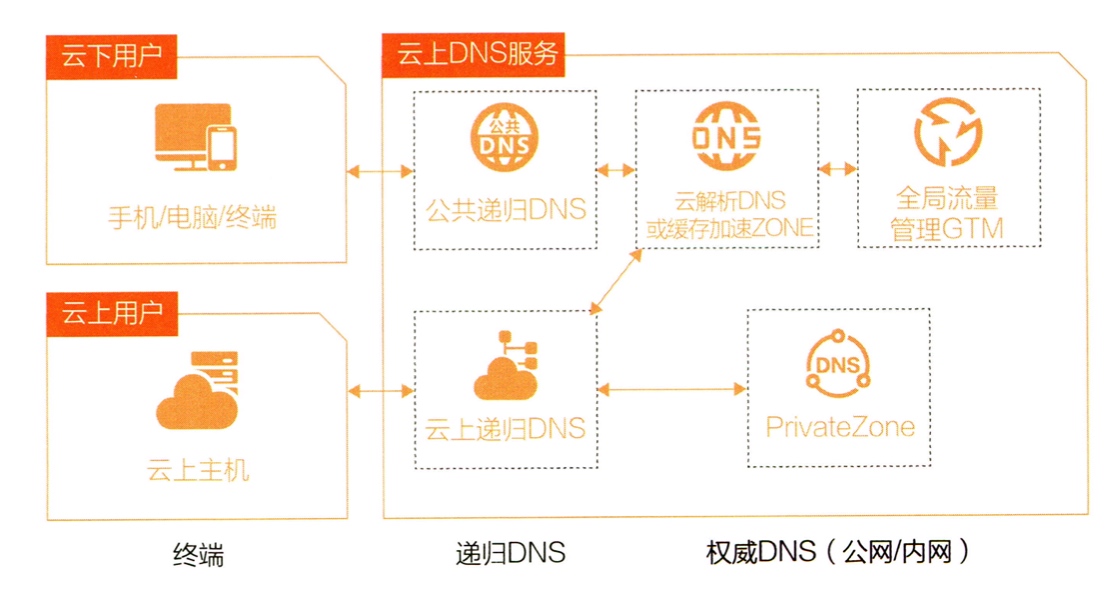 云下用户
手机/电脑/终端
云上用户
云上主机
云上DNS服务
公共
DNS
公共递归DNS
DNS
云解析DNS
或缓存加速ZONE
全局流量
管理GTM
云上递归DNS
DNS
PrivateZone
终端
递归DNS
权威DNS（公网/内网）